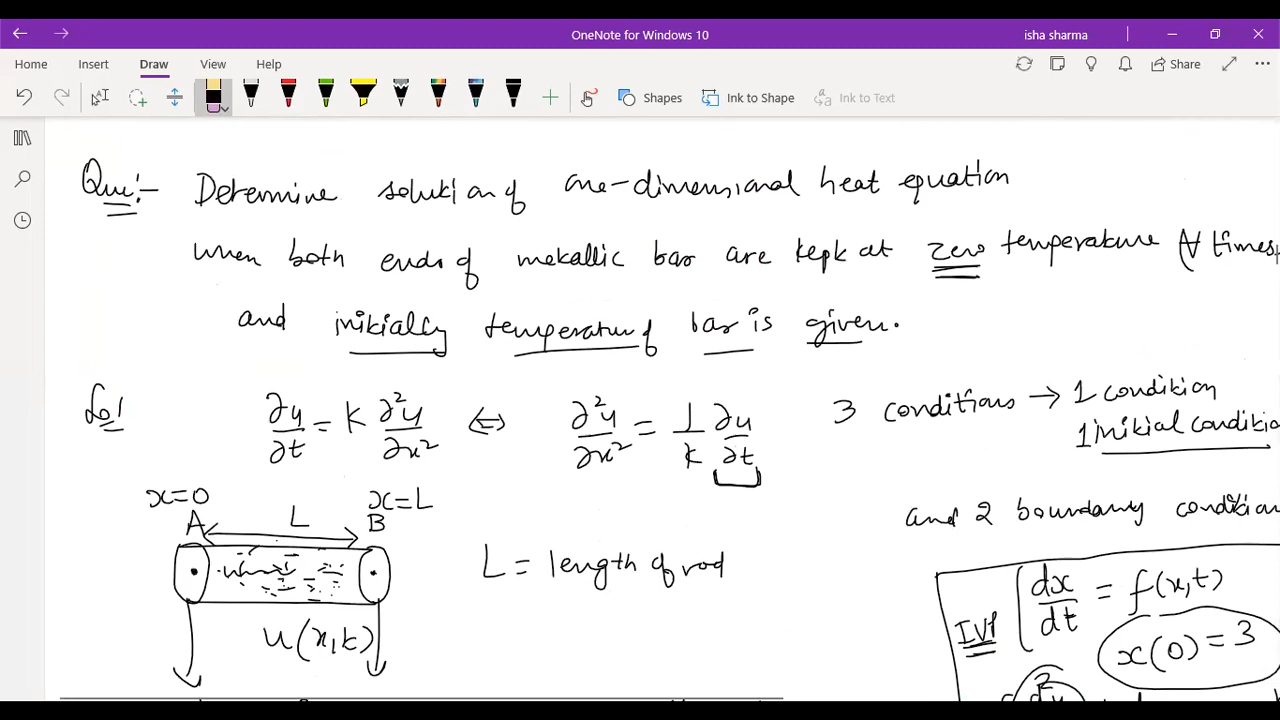 OneNote for Windows 10
isha sharma
Home Insert Draw View Help
Share
Shapes Ink to Shape Ink to Text
Que:- Determine solution of one-dimensional heat equation
when both ends of metallic bar are kept at zero temperature (∀ times,
and initially temperature of bar is given.
Sol
∂u/∂t = k ∂²u/∂x² ⇔ ∂²u/∂x² = 1/k ∂u/∂t
3 conditions → 1 condition
1 initial conditio
and 2 boundary condition
x=0 x=L
A L B
L = length of rod
u(x,t)
IVP dx/dt = f(x,t)
x(0) = 3